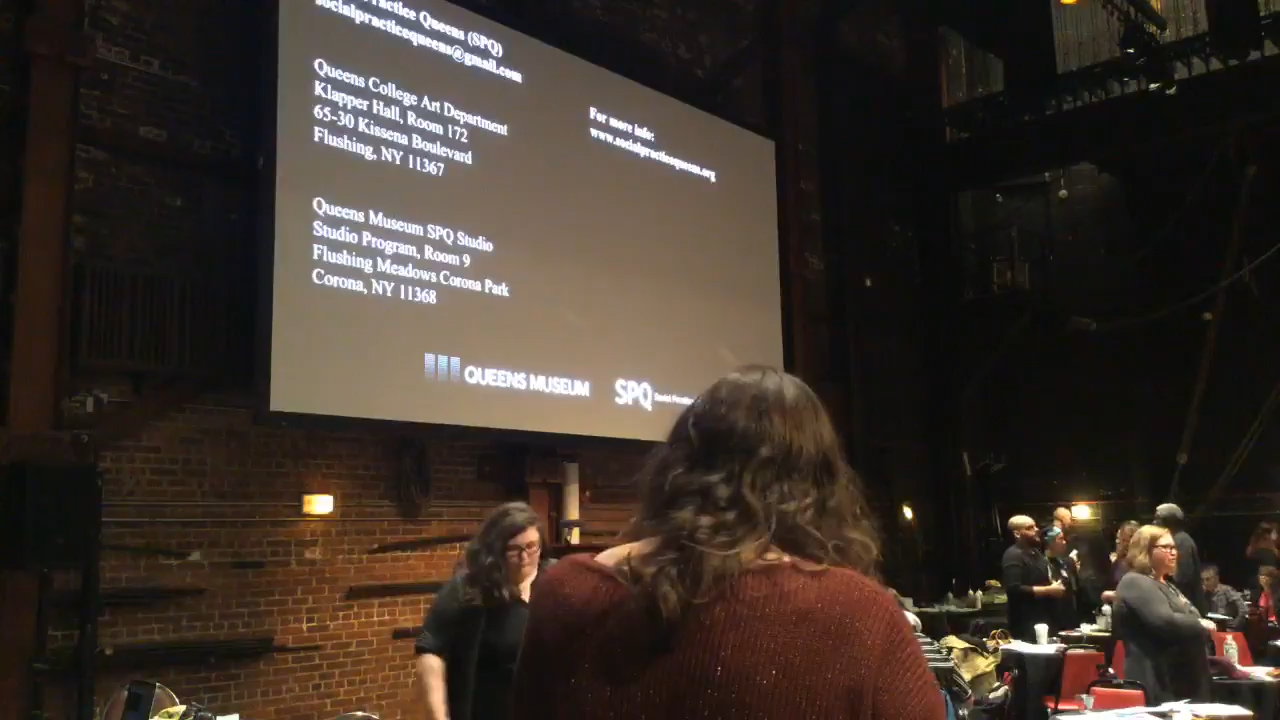 Practice Queens (SPQ)
socialpracticequeens@gmail.com
Queens College Art Department
Klapper Hall, Room 172
65-30 Kissena Boulevard
Flushing, NY 11367
Queens Museum SPQ Studio
Studio Program, Room 9
Flushing Meadows Corona Park
Corona, NY 11368
For more info:
www.socialpracticequeens.org
QUEENS MUSEUM
SPQ Social